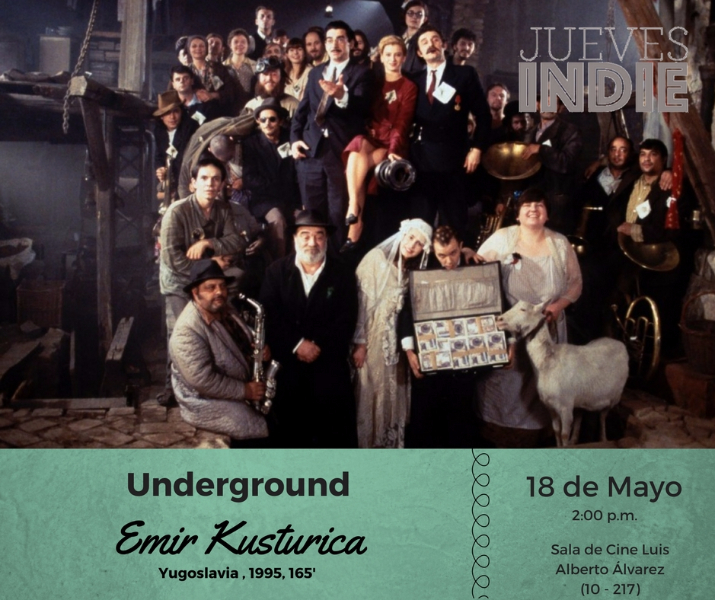 JUEVES
INDIE
Underground
Emir Kusturica
Yugoslavia , 1995, 165'
18 de Mayo
2:00 p.m.
Sala de Cine Luis
Alberto Álvarez
(10 - 217)